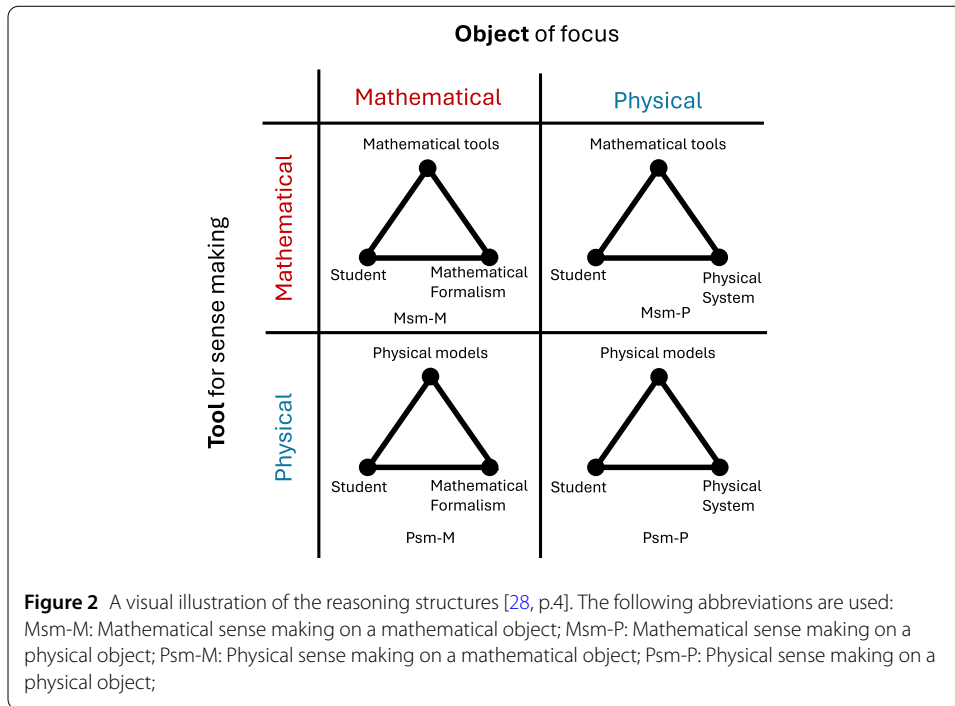 Object of focus
Mathematical
Physical
Tool for sense making
Mathematical
Mathematical tools
Student
Mathematical
Formalism
Msm-M
Mathematical tools
Student
Physical
System
Msm-P
Physical
Physical models
Student
Mathematical
Formalism
Psm-M
Physical models
Student
Physical
System
Psm-P
Figure 2 A visual illustration of the reasoning structures [28, p.4]. The following abbreviations are used:
Msm-M: Mathematical sense making on a mathematical object; Msm-P: Mathematical sense making on a
physical object; Psm-M: Physical sense making on a mathematical object; Psm-P: Physical sense making on a
physical object;